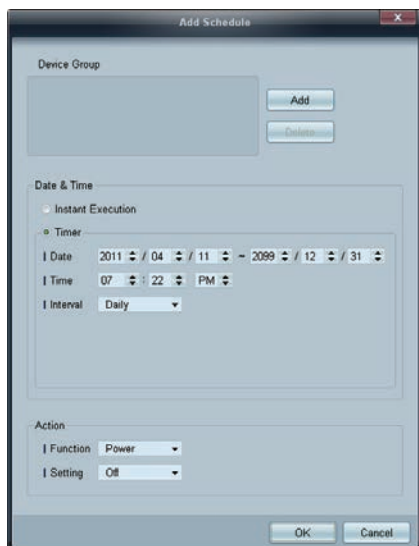 Add Schedule
x
Device Group
Add
Delete
Date & Time
Instant Execution
Timer
Date 2011 / 04 / 11 ~ 2099 / 12 / 31
Time 07 : 22 PM
Interval Daily
Action
Function Power
Setting Off
OK Cancel